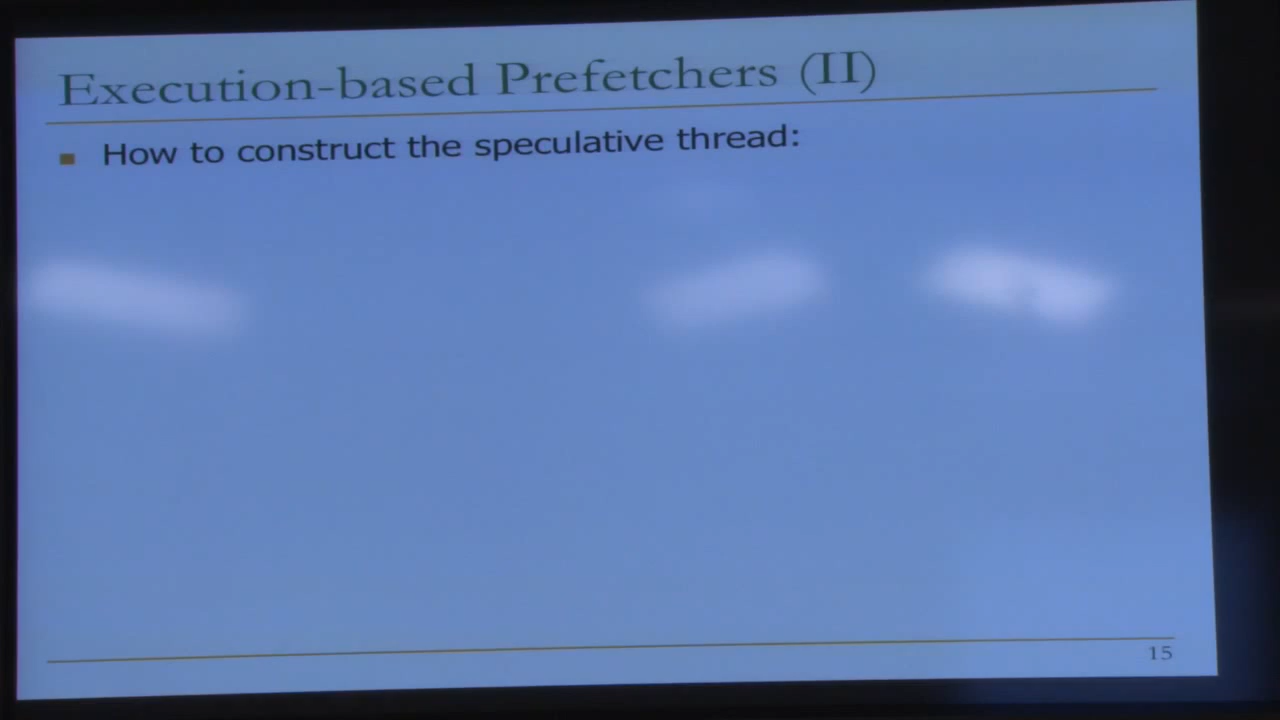 Execution-based Prefetchers (II)
How to construct the speculative thread:
15